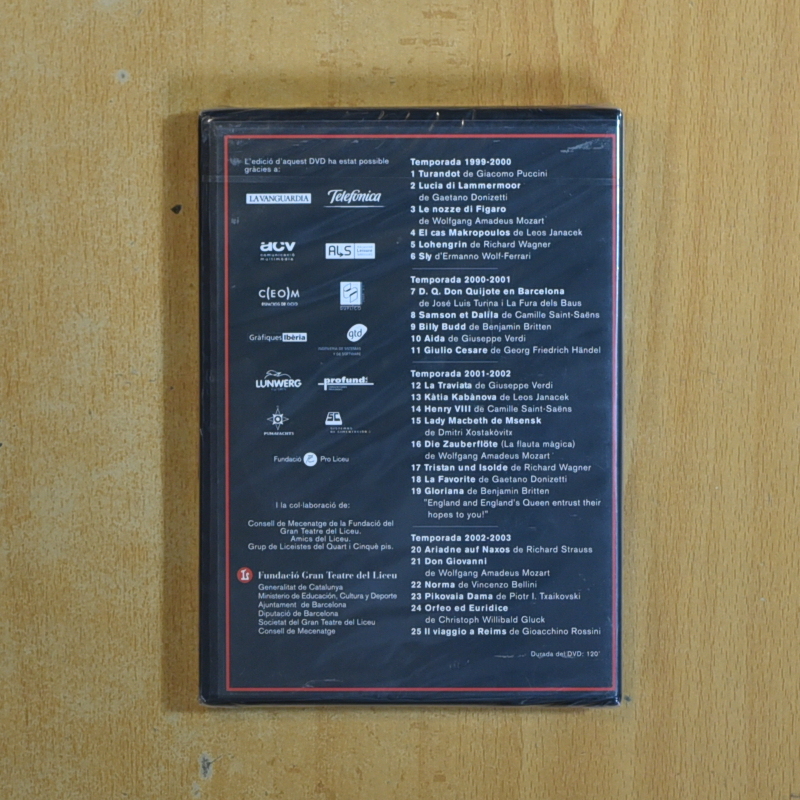 L'edició d'aquest DVD ha estat possible
gràcies a:
LA VANGUARDIA
Telefónica
acv
comunicació
multimèdia
ALS
C(EO)M
Gràfiques Ibèria
qtd
LUNWERG
profund:
SC
Fundació Pro Liceu
I la col·laboració de:
Consell de Mecenatge de la Fundació del
Gran Teatre del Liceu.
Amics del Liceu.
Grup de Liceistes del Quart i Cinquè pis.
Fundació Gran Teatre del Liceu
Generalitat de Catalunya
Ministerio de Educación, Cultura y Deporte
Ajuntament de Barcelona
Diputació de Barcelona
Societat del Gran Teatre del Liceu
Consell de Mecenatge
Temporada 1999-2000
1 Turandot de Giacomo Puccini
2 Lucia di Lammermoor
de Gaetano Donizetti
3 Le nozze di Figaro
de Wolfgang Amadeus Mozart
4 El cas Makropoulos de Leos Janacek
5 Lohengrin de Richard Wagner
6 Sly d'Ermanno Wolf-Ferrari
Temporada 2000-2001
7 D. Q. Don Quijote en Barcelona
de José Luis Turina i La Fura dels Baus
8 Samson et Dalila de Camille Saint-Saëns
9 Billy Budd de Benjamin Britten
10 Aida de Giuseppe Verdi
11 Giulio Cesare de Georg Friedrich Händel
Temporada 2001-2002
12 La Traviata de Giuseppe Verdi
13 Kàtia Kabànova de Leos Janacek
14 Henry VIII de Camille Saint-Saëns
15 Lady Macbeth de Msensk
de Dmitri Xostakòvitx
16 Die Zauberflöte (La flauta màgica)
de Wolfgang Amadeus Mozart
17 Tristan und Isolde de Richard Wagner
18 La Favorite de Gaetano Donizetti
19 Gloriana de Benjamin Britten
"England and England's Queen entrust their
hopes to you!"
Temporada 2002-2003
20 Ariadne auf Naxos de Richard Strauss
21 Don Giovanni
de Wolfgang Amadeus Mozart
22 Norma de Vincenzo Bellini
23 Pikovaia Dama de Piotr I. Txaikovski
24 Orfeo ed Euridice
de Christoph Willibald Gluck
25 Il viaggio a Reims de Gioacchino Rossini
Durada del DVD: 120'